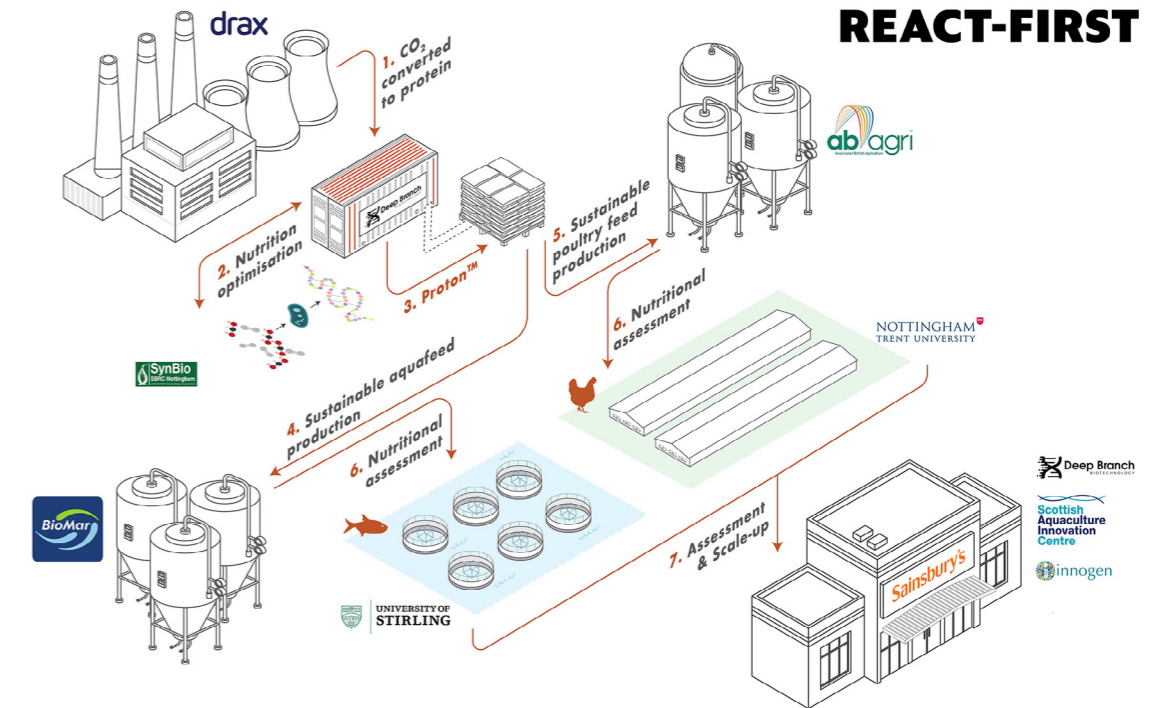 drax
REACT-FIRST
1. CO₂
converted
to protein
ab agri
Associated British Agriculture
Deep Branch
2. Nutrition
optimisation
3. Proton™
5. Sustainable
poultry feed
production
6. Nutritional
assessment
NOTTINGHAM
TRENT UNIVERSITY
SynBio
SBRC Nottingham
4. Sustainable aquafeed
production
6. Nutritional
assessment
BioMar
UNIVERSITY OF
STIRLING
7. Assessment
& Scale-up
Sainsbury's
Deep Branch
BIOTECHNOLOGY
Scottish
Aquaculture
Innovation
Centre
innogen